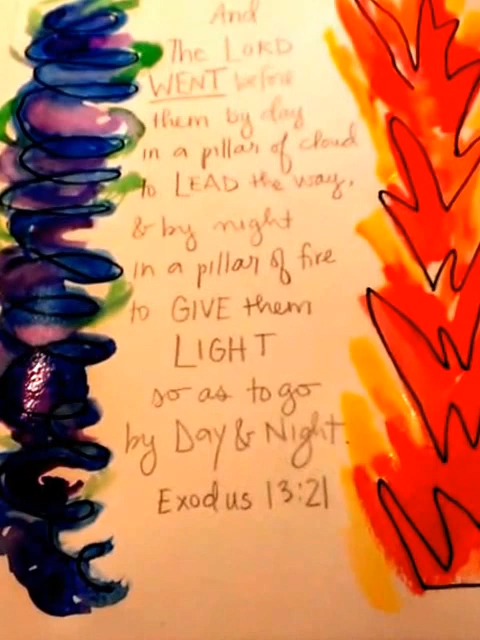 And
The LORD
WENT before
them by day
in a pillar of cloud
to LEAD the way,
& by night
in a pillar of fire
to GIVE them
LIGHT
so as to go
by Day & Night.
Exodus 13:21